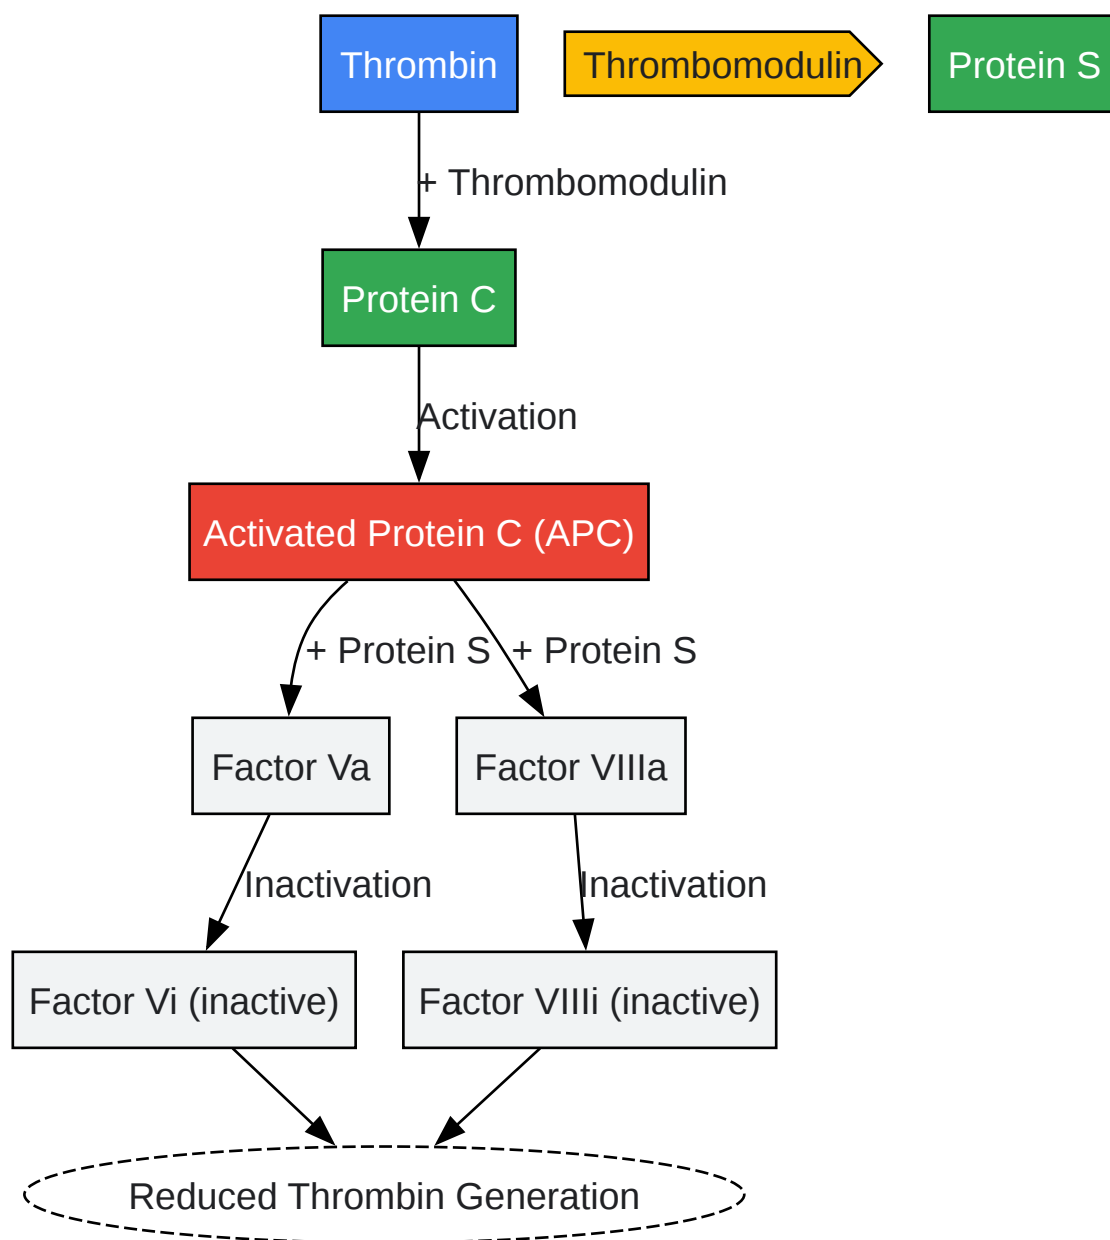 Thrombin
Thrombomodulin
Protein S
+ Thrombomodulin
Protein C
Activation
Activated Protein C (APC)
+ Protein S
+ Protein S
Factor Va
Factor VIIIa
Inactivation
Inactivation
Factor Vi (inactive)
Factor VIIIi (inactive)
Reduced Thrombin Generation